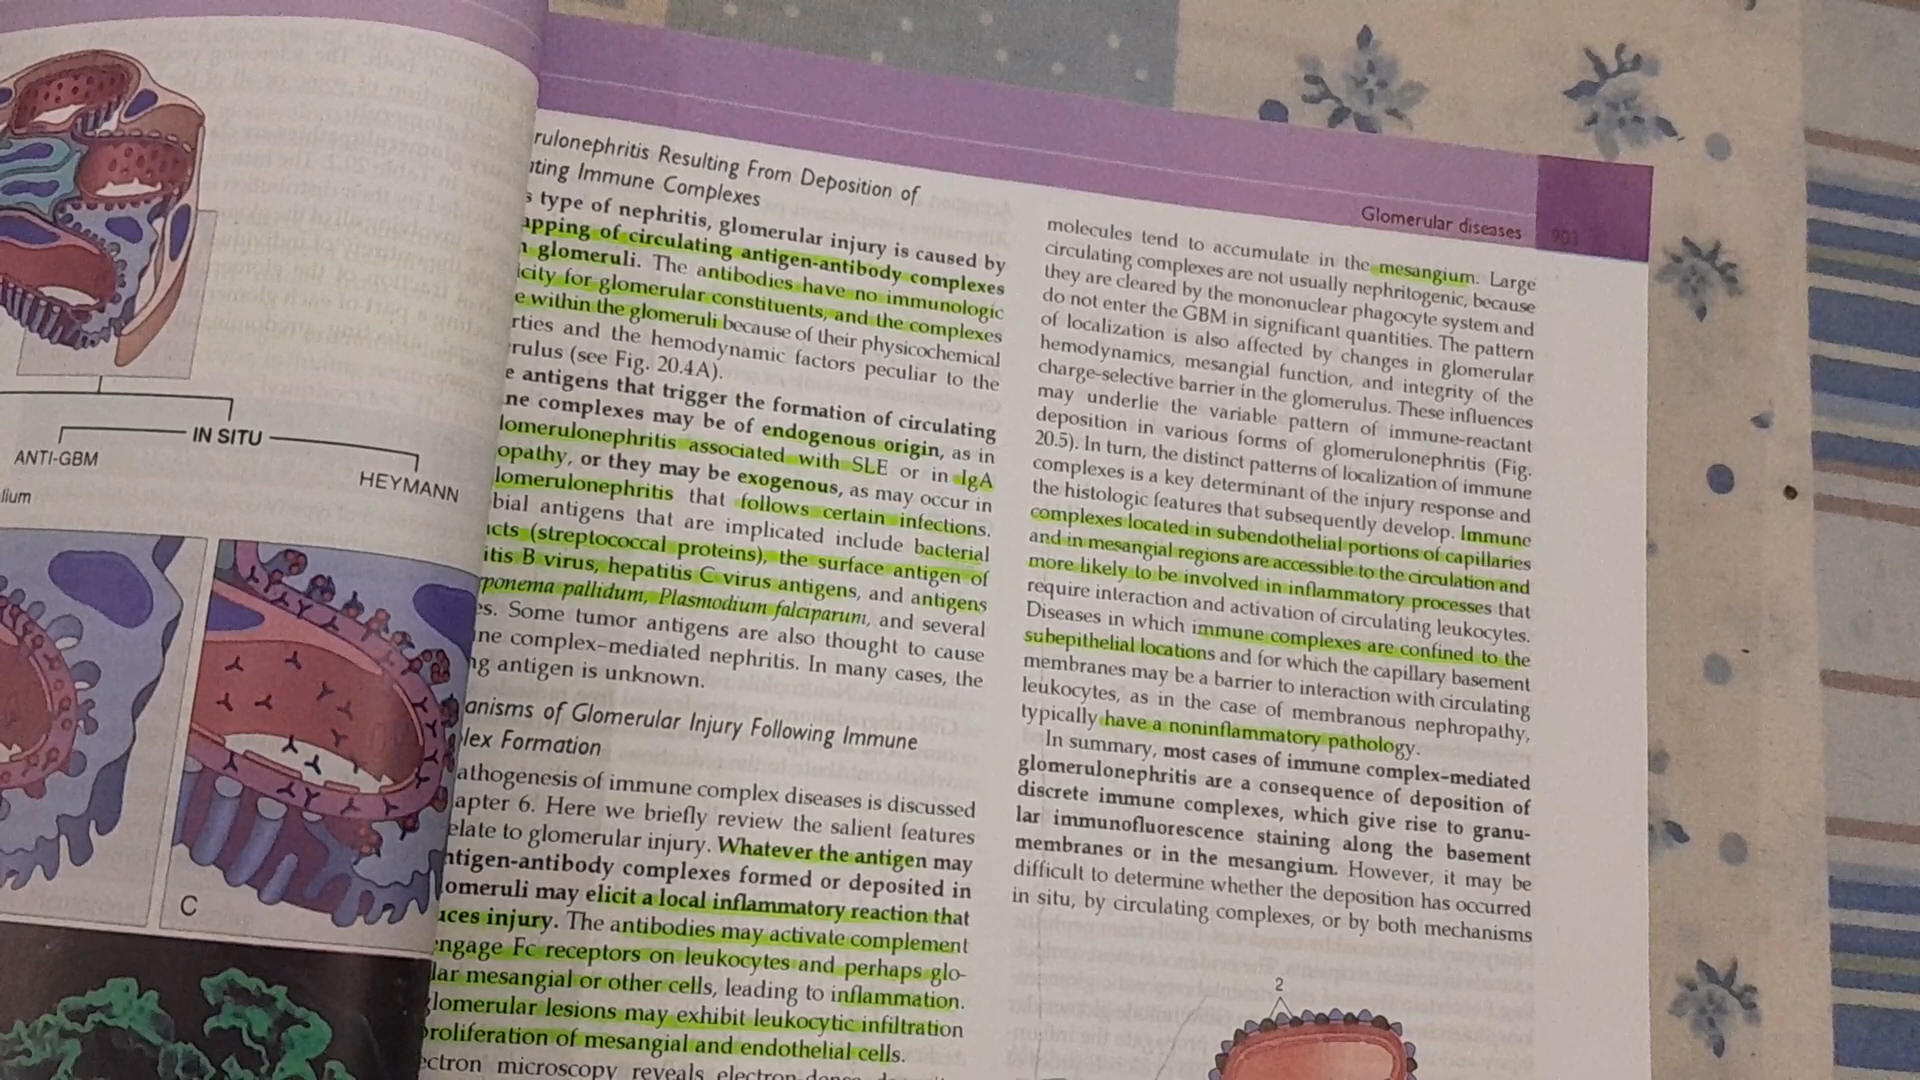 IN SITU
ANTI-GBM
HEYMANN
lium
C
rulonephritis Resulting From Deposition of
ting Immune Complexes
s type of nephritis, glomerular injury is caused by
apping of circulating antigen-antibody complexes
n glomeruli. The antibodies have no immunologic
icity for glomerular constituents, and the complexes
e within the glomeruli because of their physicochemical
rties and the hemodynamic factors peculiar to the
rulus (see Fig. 20.4A).
e antigens that trigger the formation of circulating
ne complexes may be of endogenous origin, as in
lomerulonephritis associated with SLE or in IgA
opathy, or they may be exogenous, as may occur in
lomerulonephritis that follows certain infections.
bial antigens that are implicated include bacterial
icts (streptococcal proteins), the surface antigen of
itis B virus, hepatitis C virus antigens, and antigens
ponema pallidum, Plasmodium falciparum, and several
es. Some tumor antigens are also thought to cause
ne complex–mediated nephritis. In many cases, the
ng antigen is unknown.
anisms of Glomerular Injury Following Immune
lex Formation
athogenesis of immune complex diseases is discussed
apter 6. Here we briefly review the salient features
elate to glomerular injury. Whatever the antigen may
ntigen-antibody complexes formed or deposited in
omeruli may elicit a local inflammatory reaction that
uces injury. The antibodies may activate complement
engage Fc receptors on leukocytes and perhaps glo-
lar mesangial or other cells, leading to inflammation.
glomerular lesions may exhibit leukocytic infiltration
proliferation of mesangial and endothelial cells.
ectron microscopy reveals electron-dense
Glomerular diseases 903
molecules tend to accumulate in the mesangium. Large
circulating complexes are not usually nephritogenic, because
they are cleared by the mononuclear phagocyte system and
do not enter the GBM in significant quantities. The pattern
of localization is also affected by changes in glomerular
hemodynamics, mesangial function, and integrity of the
charge-selective barrier in the glomerulus. These influences
may underlie the variable pattern of immune-reactant
deposition in various forms of glomerulonephritis (Fig.
20.5). In turn, the distinct patterns of localization of immune
complexes is a key determinant of the injury response and
the histologic features that subsequently develop. Immune
complexes located in subendothelial portions of capillaries
and in mesangial regions are accessible to the circulation and
more likely to be involved in inflammatory processes that
require interaction and activation of circulating leukocytes.
Diseases in which immune complexes are confined to the
subepithelial locations and for which the capillary basement
membranes may be a barrier to interaction with circulating
leukocytes, as in the case of membranous nephropathy,
typically have a noninflammatory pathology.
In summary, most cases of immune complex–mediated
glomerulonephritis are a consequence of deposition of
discrete immune complexes, which give rise to granu-
lar immunofluorescence staining along the basement
membranes or in the mesangium. However, it may be
difficult to determine whether the deposition has occurred
in situ, by circulating complexes, or by both mechanisms
2